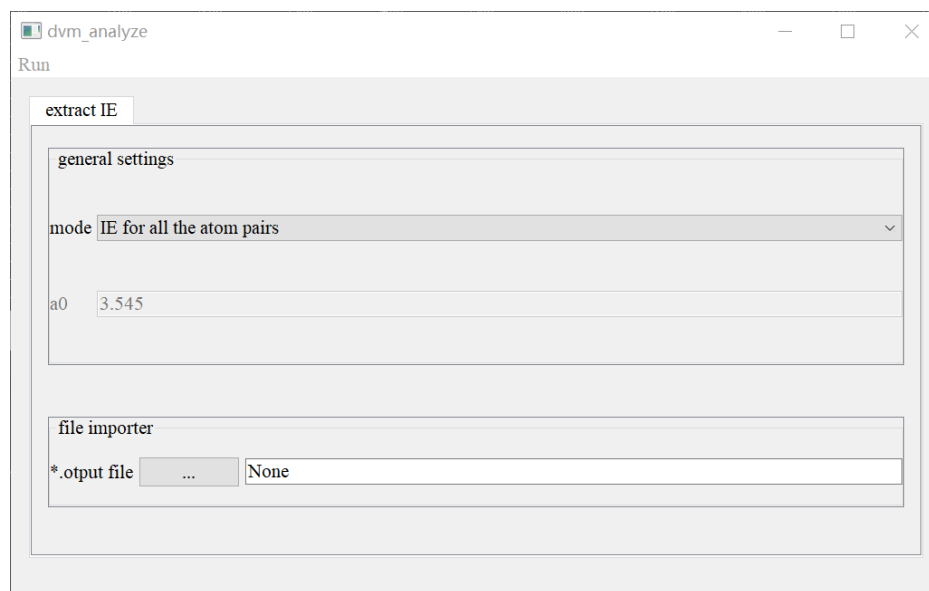 dvm_analyze
Run
extract IE
general settings
mode IE for all the atom pairs
a0 3.545
file importer
*.otput file ... None